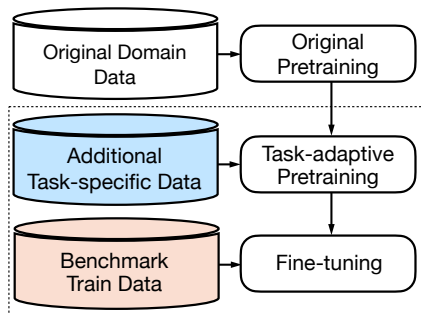 Original Domain
Data
Original
Pretraining
Additional
Task-specific Data
Task-adaptive
Pretraining
Benchmark
Train Data
Fine-tuning